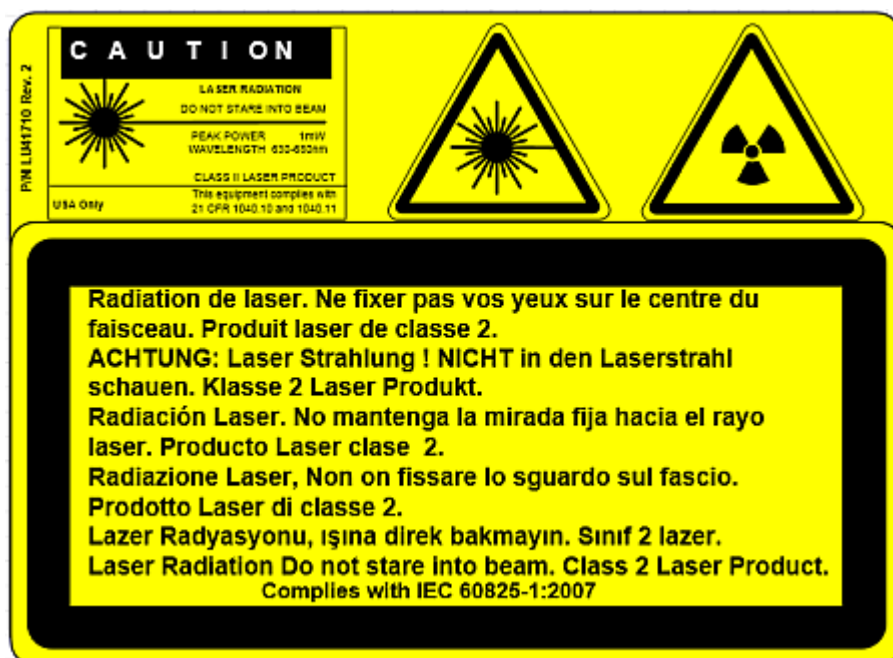 P/N LU41710 Rev. 2
CAUTION
LASER RADIATION
DO NOT STARE INTO BEAM
PEAK POWER 1mW
WAVELENGTH 630-680nm
CLASS II LASER PRODUCT
USA Only
This equipment complies with
21 CFR 1040.10 and 1040.11
Radiation de laser. Ne fixer pas vos yeux sur le centre du
faisceau. Produit laser de classe 2.
ACHTUNG: Laser Strahlung ! NICHT in den Laserstrahl
schauen. Klasse 2 Laser Produkt.
Radiación Laser. No mantenga la mirada fija hacia el rayo
laser. Producto Laser clase 2.
Radiazione Laser, Non on fissare lo sguardo sul fascio.
Prodotto Laser di classe 2.
Lazer Radyasyonu, ışına direk bakmayın. Sınıf 2 lazer.
Laser Radiation Do not stare into beam. Class 2 Laser Product.
Complies with IEC 60825-1:2007